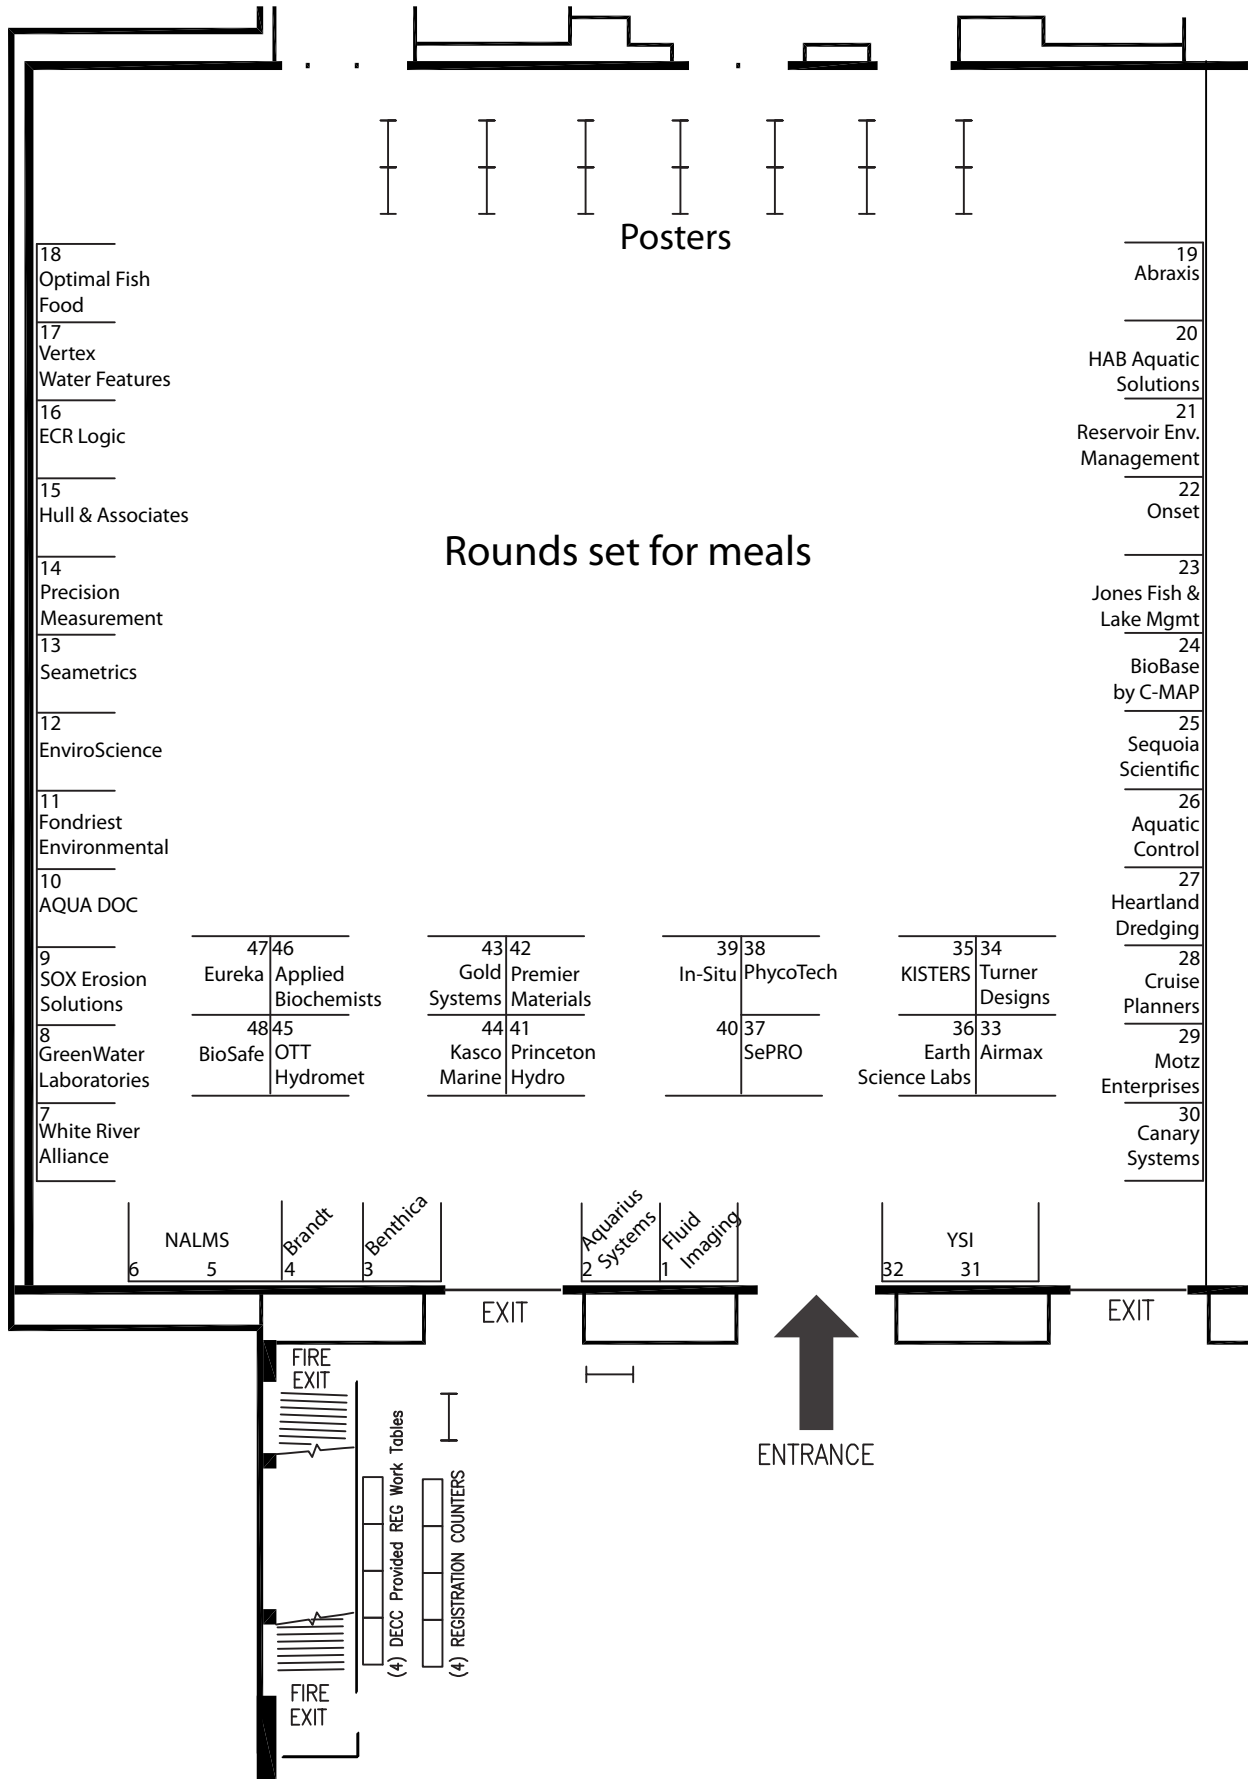 Posters
18
Optimal Fish
Food
17
Vertex
Water Features
16
ECR Logic
15
Hull & Associates
14
Precision
Measurement
13
Seametrics
12
EnviroScience
11
Fondriest
Environmental
10
AQUA DOC
9
SOX Erosion
Solutions
8
GreenWater
Laboratories
7
White River
Alliance
Rounds set for meals
19
Abraxis
20
HAB Aquatic
Solutions
21
Reservoir Env.
Management
22
Onset
23
Jones Fish &
Lake Mgmt
24
BioBase
by C-MAP
25
Sequoia
Scientific
26
Aquatic
Control
27
Heartland
Dredging
28
Cruise
Planners
29
Motz
Enterprises
30
Canary
Systems
47
Eureka
46
Applied
Biochemists
48
BioSafe
45
OTT
Hydromet
43
Gold
Systems
42
Premier
Materials
44
Kasco
Marine
41
Princeton
Hydro
39
In-Situ
38
PhycoTech
40
37
SePRO
35
KISTERS
34
Turner
Designs
36
Earth
Science Labs
33
Airmax
NALMS
6
5
Brandt
4
Benthica
3
Aquarius
Systems
2
Fluid
Imaging
1
YSI
32
31
EXIT
EXIT
ENTRANCE
FIRE
EXIT
(4) DECC Provided REG Work Tables
(4) REGISTRATION COUNTERS
FIRE
EXIT